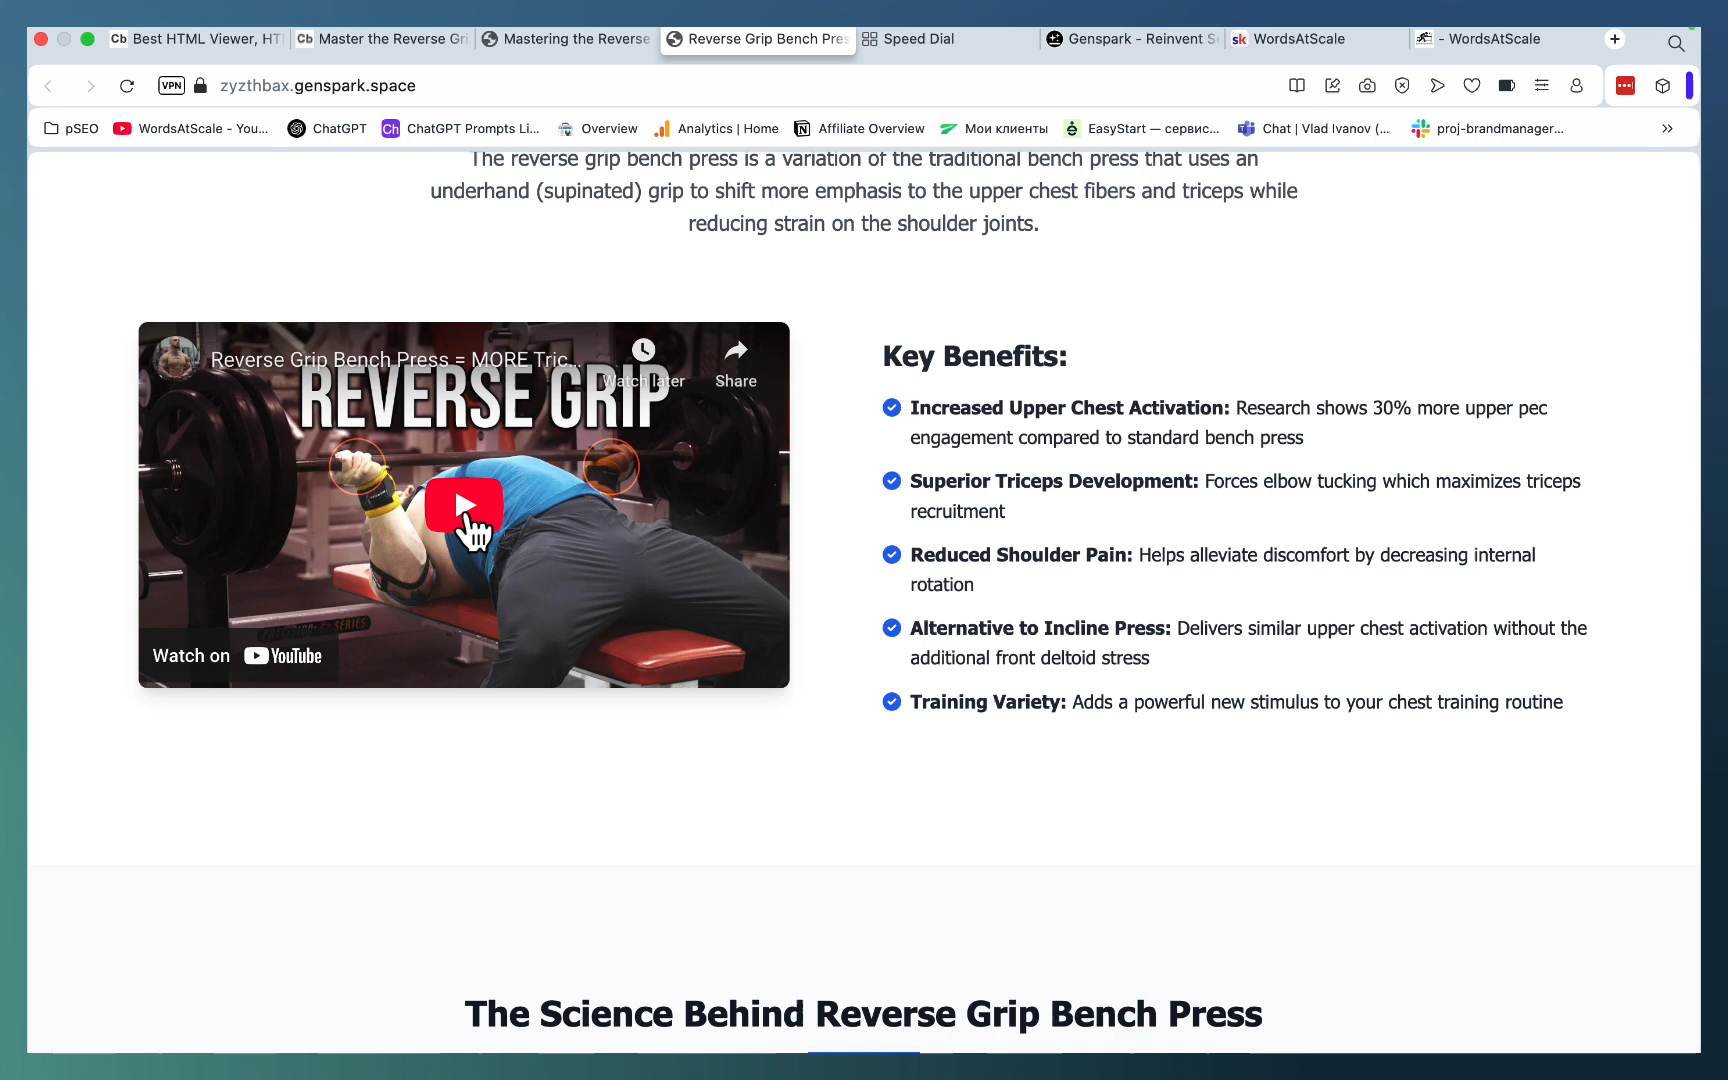 Cb Best HTML Viewer, HT
Cb Master the Reverse Gri
Mastering the Reverse
Reverse Grip Bench Pres
Speed Dial
Genspark - Reinvent Se
sk WordsAtScale
- WordsAtScale
VPN zyzthbax.genspark.space
pSEO
WordsAtScale - You...
ChatGPT
Ch ChatGPT Prompts Li...
Overview
Analytics | Home
Affiliate Overview
Мои клиенты
EasyStart — сервис...
Chat | Vlad Ivanov (...
proj-brandmanager...
The reverse grip bench press is a variation of the traditional bench press that uses an
underhand (supinated) grip to shift more emphasis to the upper chest fibers and triceps while
reducing strain on the shoulder joints.
Reverse Grip Bench Press = MORE Tric...
Watch later
Share
REVERSE GRIP
PRECISION SERIES
Watch on YouTube
Key Benefits:
Increased Upper Chest Activation: Research shows 30% more upper pec
engagement compared to standard bench press
Superior Triceps Development: Forces elbow tucking which maximizes triceps
recruitment
Reduced Shoulder Pain: Helps alleviate discomfort by decreasing internal
rotation
Alternative to Incline Press: Delivers similar upper chest activation without the
additional front deltoid stress
Training Variety: Adds a powerful new stimulus to your chest training routine
The Science Behind Reverse Grip Bench Press